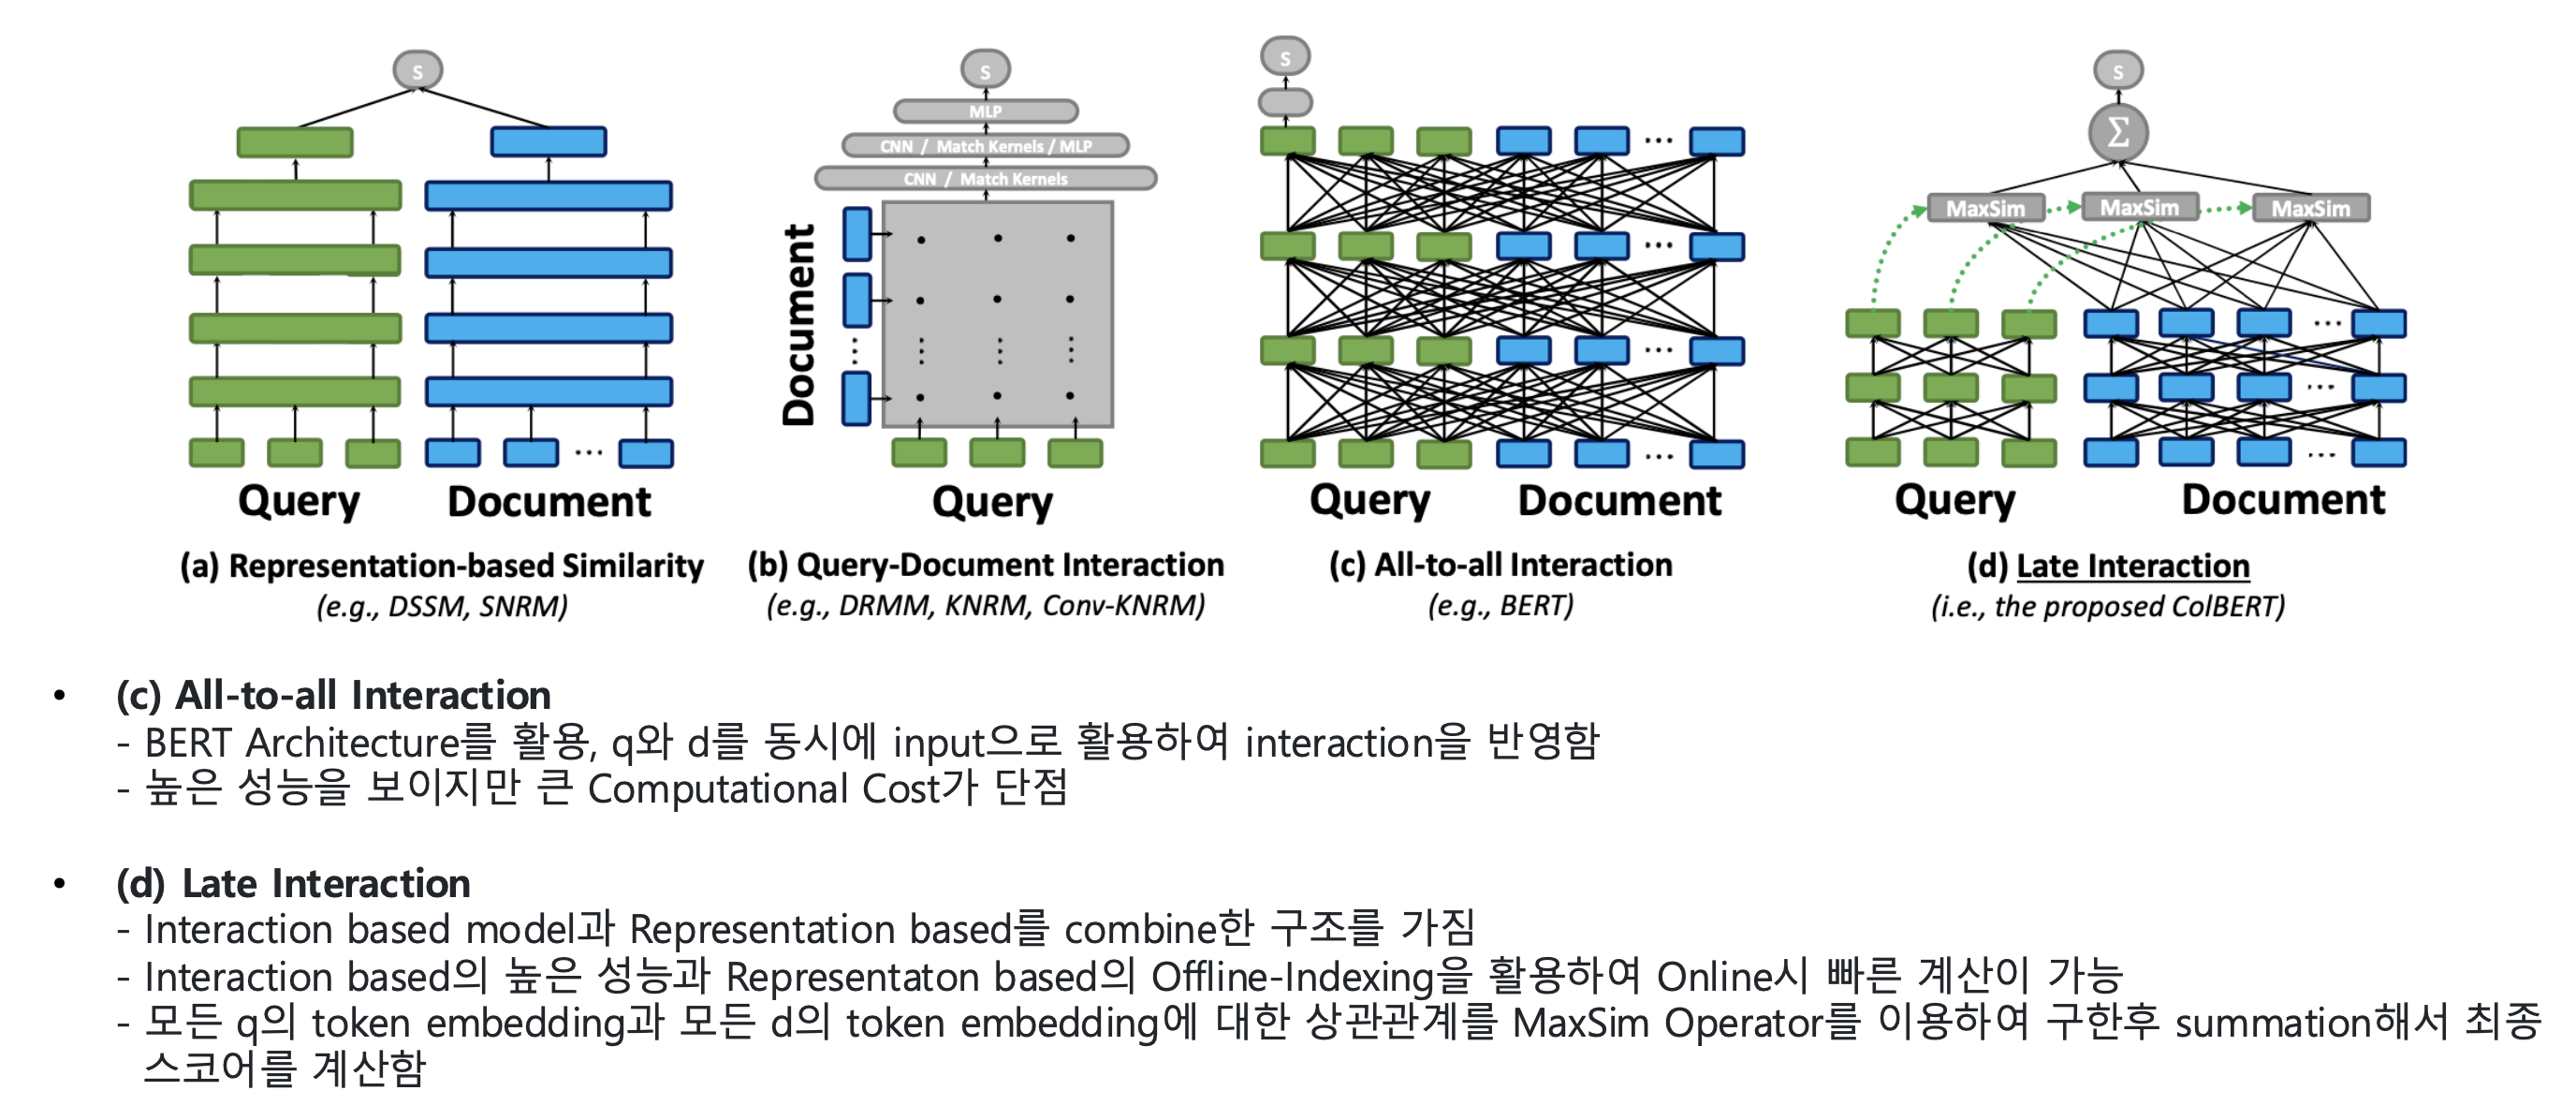 S
Query Document
(a) Representation-based Similarity
(e.g., DSSM, SNRM)
S
MLP
CNN / Match Kernels / MLP
CNN / Match Kernels
Document
Query
(b) Query-Document Interaction
(e.g., DRMM, KNRM, Conv-KNRM)
S
Query Document
(c) All-to-all Interaction
(e.g., BERT)
S
Σ
MaxSim MaxSim MaxSim
Query Document
(d) Late Interaction
(i.e., the proposed ColBERT)
• (c) All-to-all Interaction
- BERT Architecture를 활용, q와 d를 동시에 input으로 활용하여 interaction을 반영함
- 높은 성능을 보이지만 큰 Computational Cost가 단점
• (d) Late Interaction
- Interaction based model과 Representation based를 combine한 구조를 가짐
- Interaction based의 높은 성능과 Representaton based의 Offline-Indexing을 활용하여 Online시 빠른 계산이 가능
- 모든 q의 token embedding과 모든 d의 token embedding에 대한 상관관계를 MaxSim Operator를 이용하여 구한후 summation해서 최종
스코어를 계산함